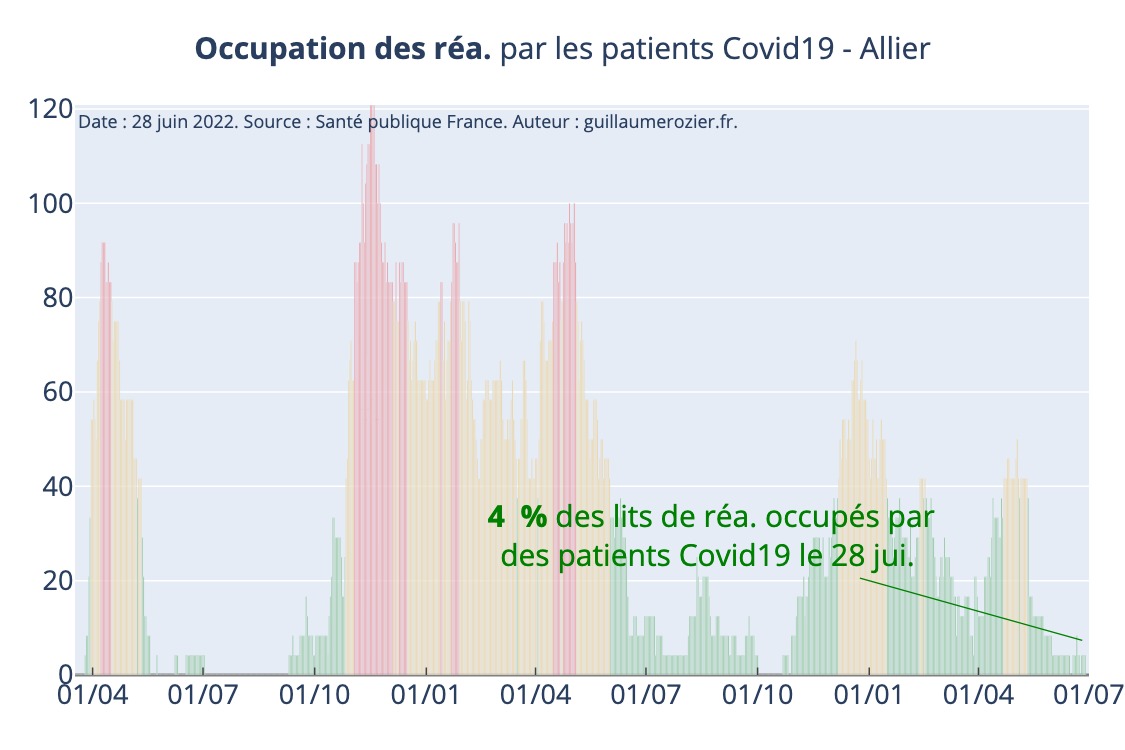 Occupation des réa. par les patients Covid19 - Allier
120
Date : 28 juin 2022. Source : Santé publique France. Auteur : guillaumerozier.fr.
100
80
60
40
4 % des lits de réa. occupés par
des patients Covid19 le 28 jui.
20
0
01/04 01/07 01/10 01/01 01/04 01/07 01/10 01/01 01/04 01/07